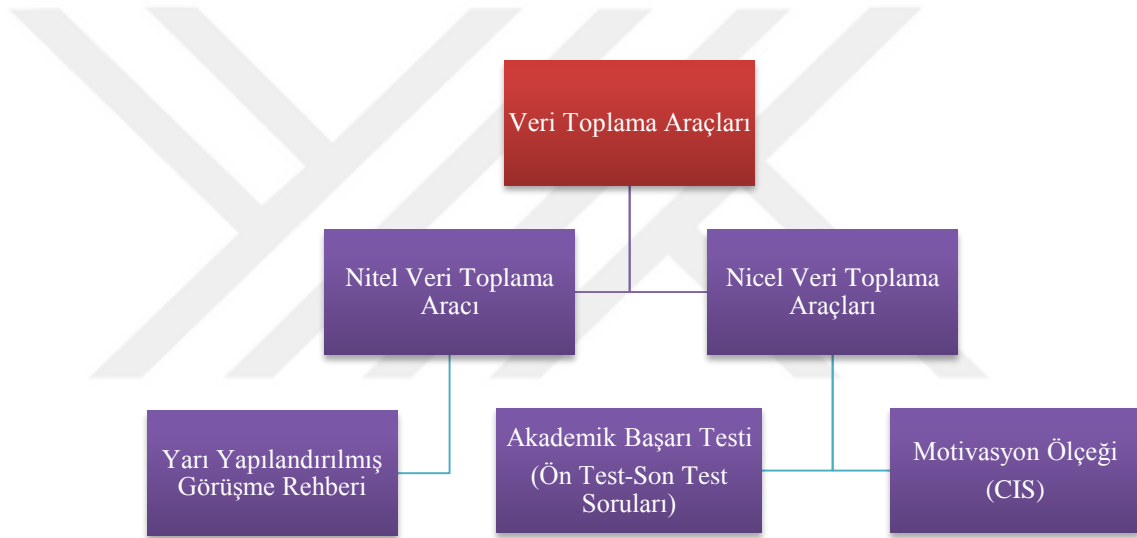 Veri Toplama Araçları
Nitel Veri Toplama
Aracı
Nicel Veri Toplama
Araçları
Yarı Yapılandırılmış
Görüşme Rehberi
Akademik Başarı Testi
(Ön Test-Son Test
Soruları)
Motivasyon Ölçeği
(CIS)